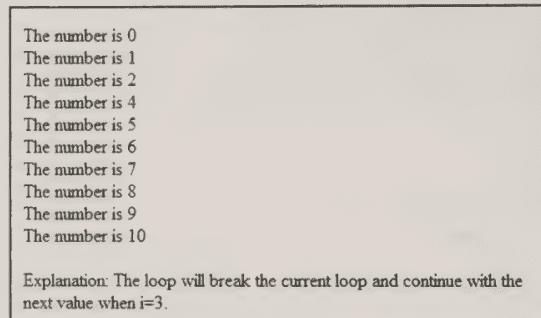 The number is 0
The number is 1
The number is 2
The number is 4
The number is 5
The number is 6
The number is 7
The number is 8
The number is 9
The number is 10
Explanation: The loop will break the current loop and continue with the
next value when i=3.